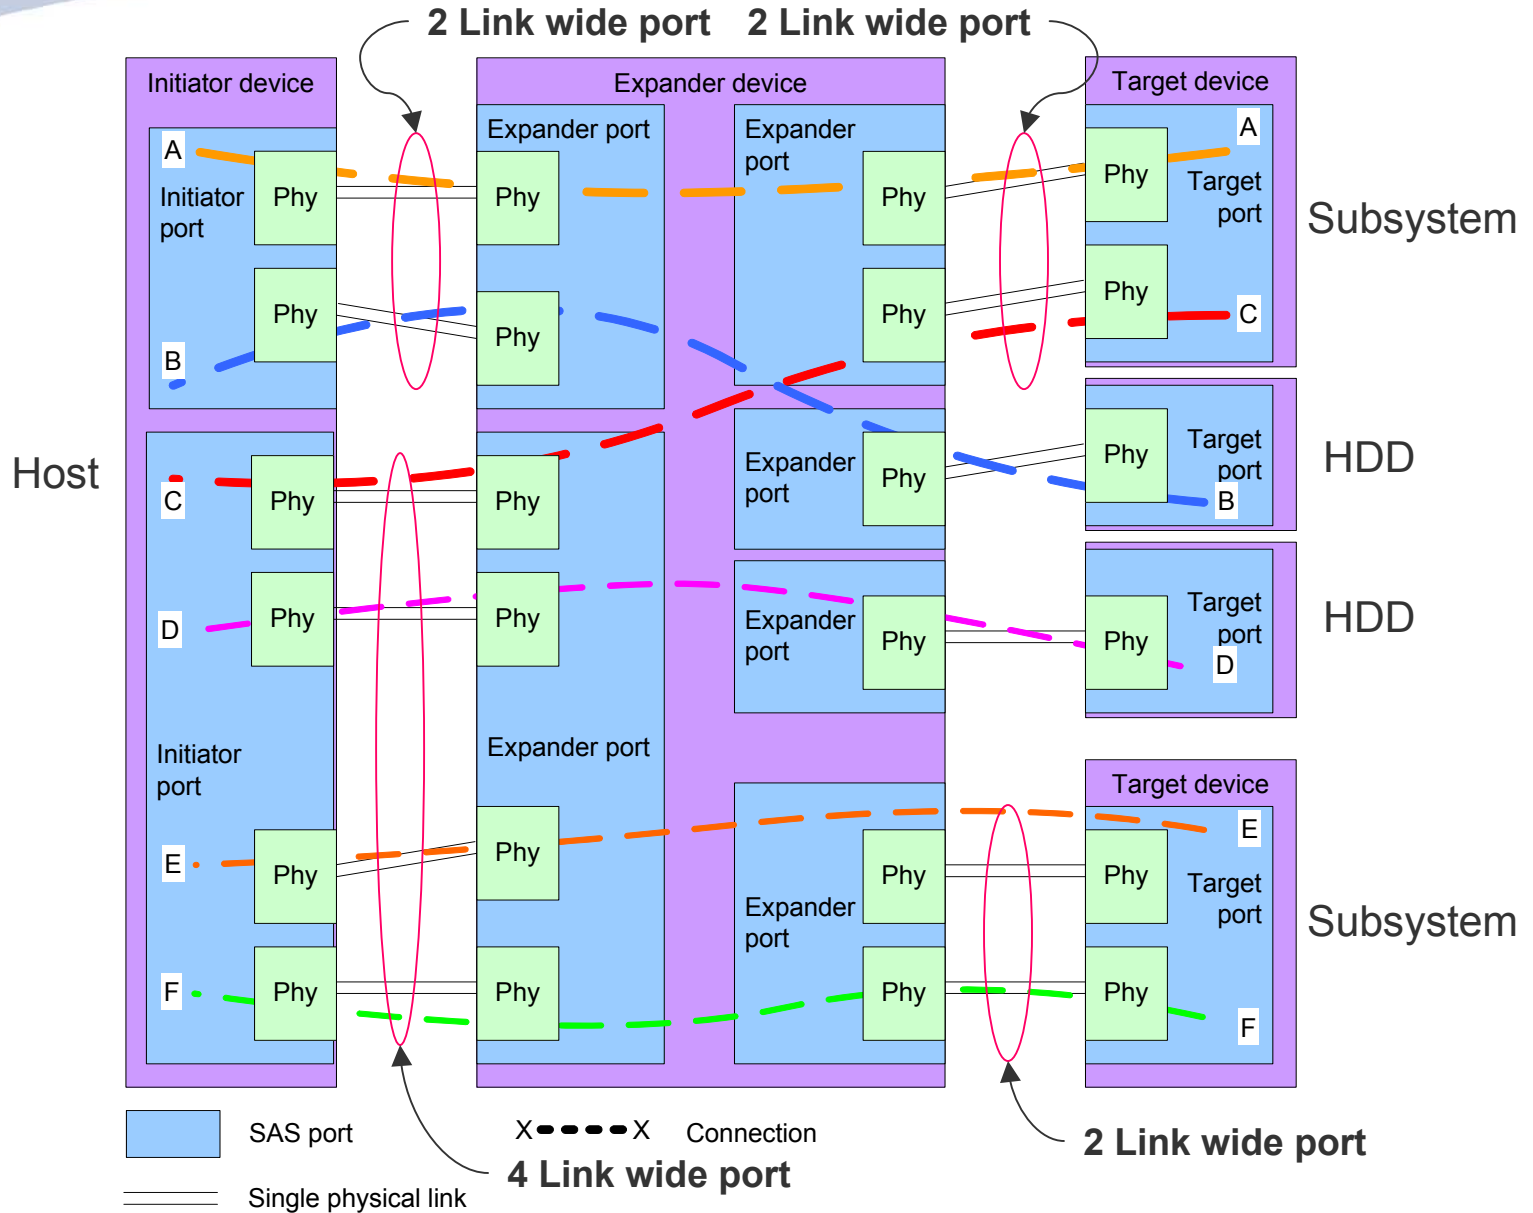 2 Link wide port
2 Link wide port
Initiator device
Expander device
Target device
A
Initiator
port
Phy
Phy
B
Expander port
Phy
Phy
Expander
port
Phy
Phy
Phy
Phy
A
Target
port
C
Subsystem
Host
C
Phy
Phy
D
Phy
Phy
Initiator
port
Expander port
E
Phy
Phy
F
Phy
Phy
Expander
port
Phy
Phy
Target
port
B
HDD
Expander
port
Phy
Phy
Target
port
D
HDD
Target device
Expander
port
Phy
Phy
Phy
Phy
E
Target
port
F
Subsystem
SAS port
X X Connection
2 Link wide port
4 Link wide port
Single physical link